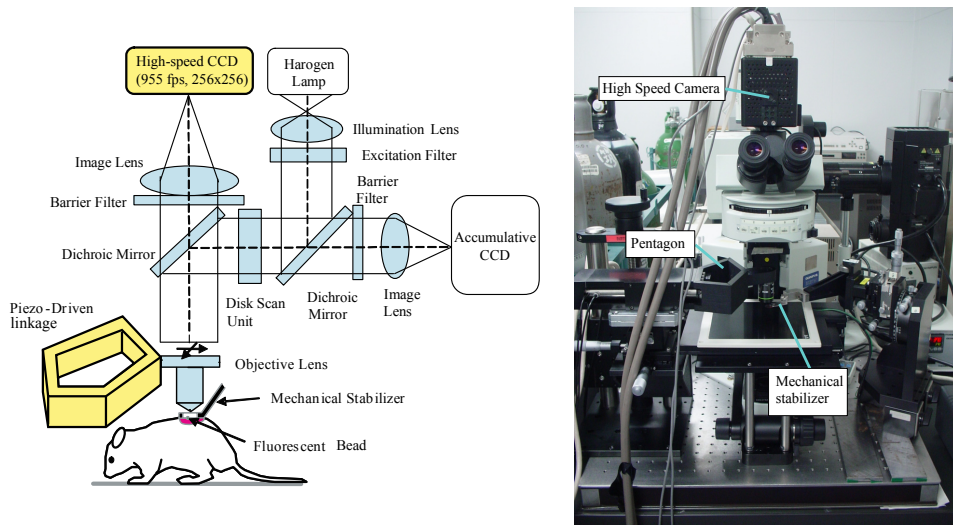 High-speed CCD
(955 fps, 256x256)
Harogen
Lamp
Illumination Lens
Excitation Filter
Image Lens
Barrier Filter
Barrier
Filter
Dichroic Mirror
Accumulative
CCD
Disk Scan
Unit
Dichroic
Mirror
Image
Lens
Piezo-Driven
linkage
Objective Lens
Mechanical Stabilizer
Fluorescent Bead
High Speed Camera
Pentagon
Mechanical
stabilizer